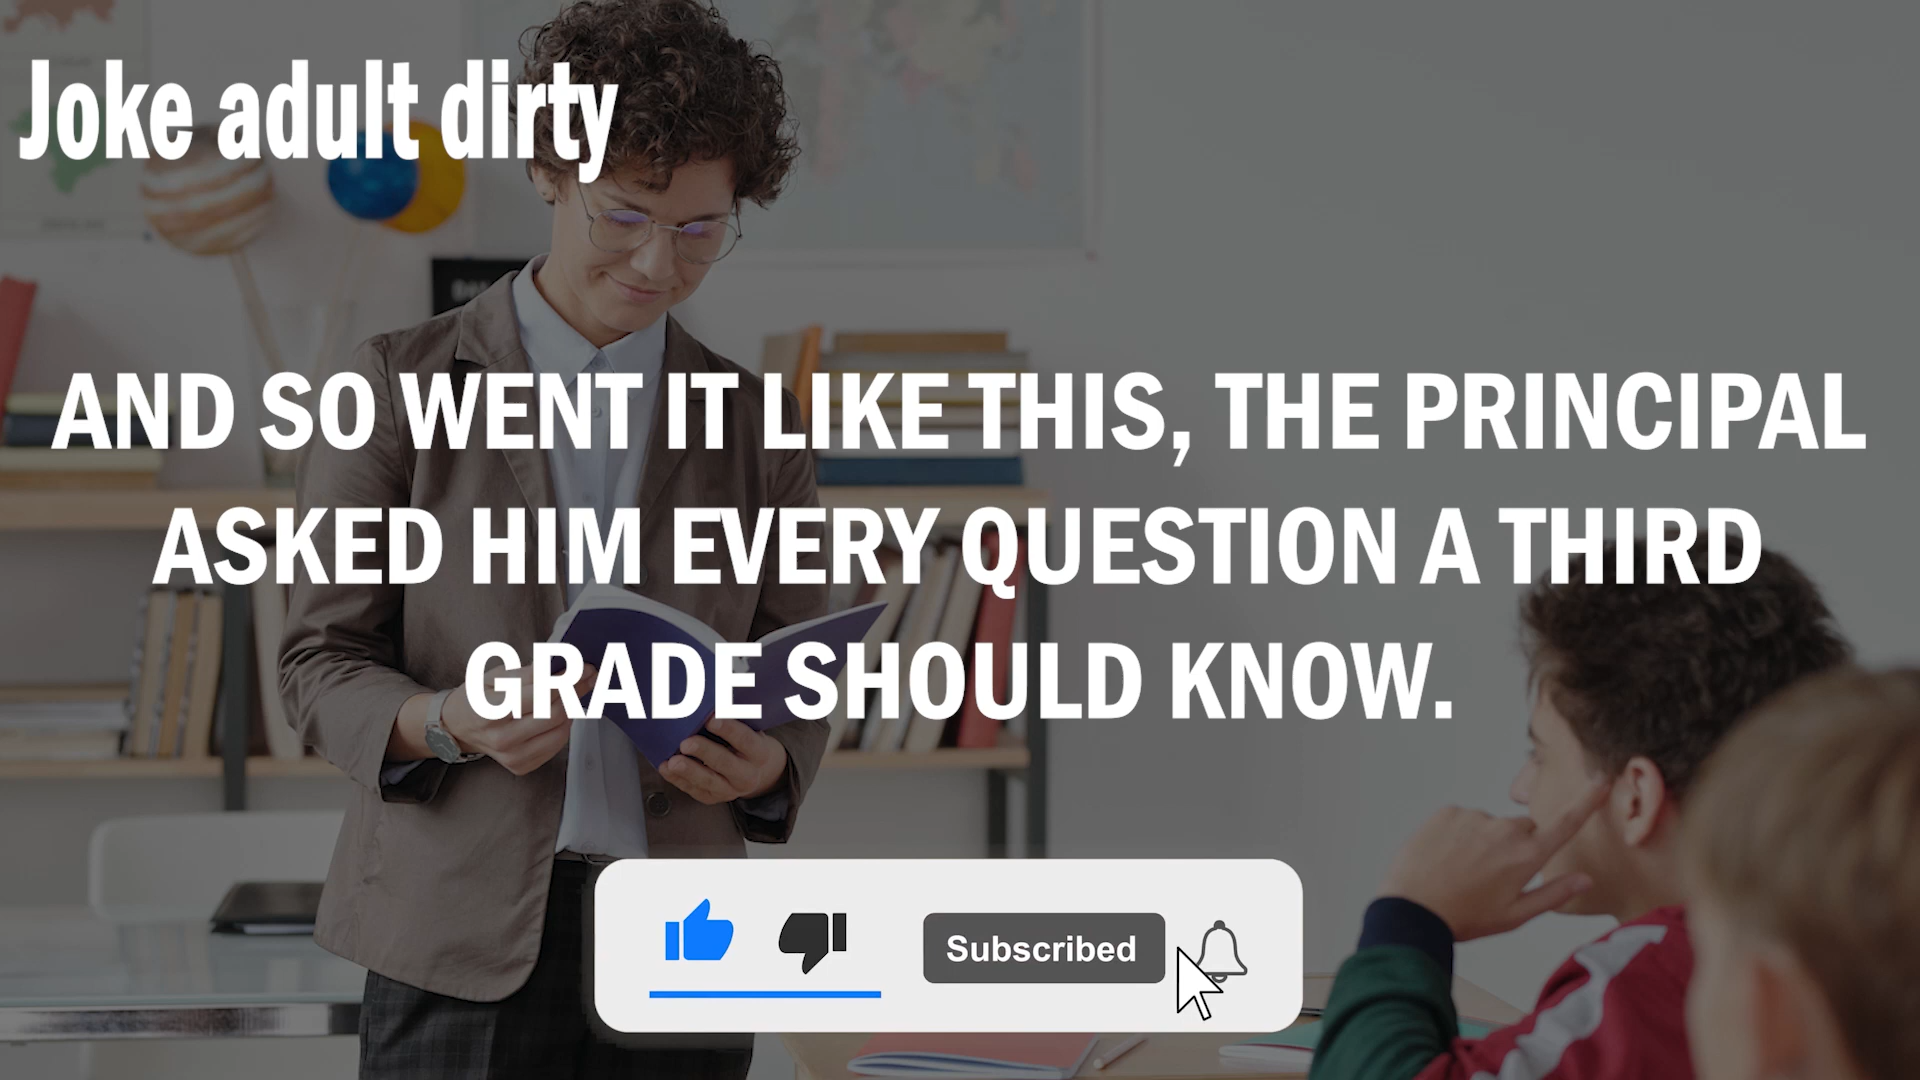 Joke adult dirty
AND SO WENT IT LIKE THIS, THE PRINCIPAL
ASKED HIM EVERY QUESTION A THIRD
GRADE SHOULD KNOW.
Subscribed